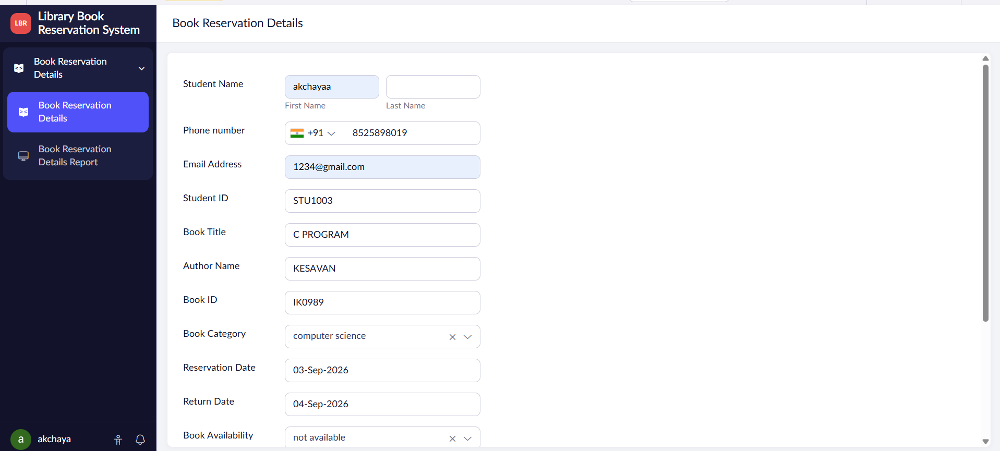 LBR
Library Book
Reservation System
Book Reservation
Details
Book Reservation
Details
Book Reservation
Details Report
a
akchaya
Book Reservation Details
Student Name
akchayaa
First Name
Last Name
Phone number
+91
8525898019
Email Address
1234@gmail.com
Student ID
STU1003
Book Title
C PROGRAM
Author Name
KESAVAN
Book ID
IK0989
Book Category
computer science
Reservation Date
03-Sep-2026
Return Date
04-Sep-2026
Book Availability
not available